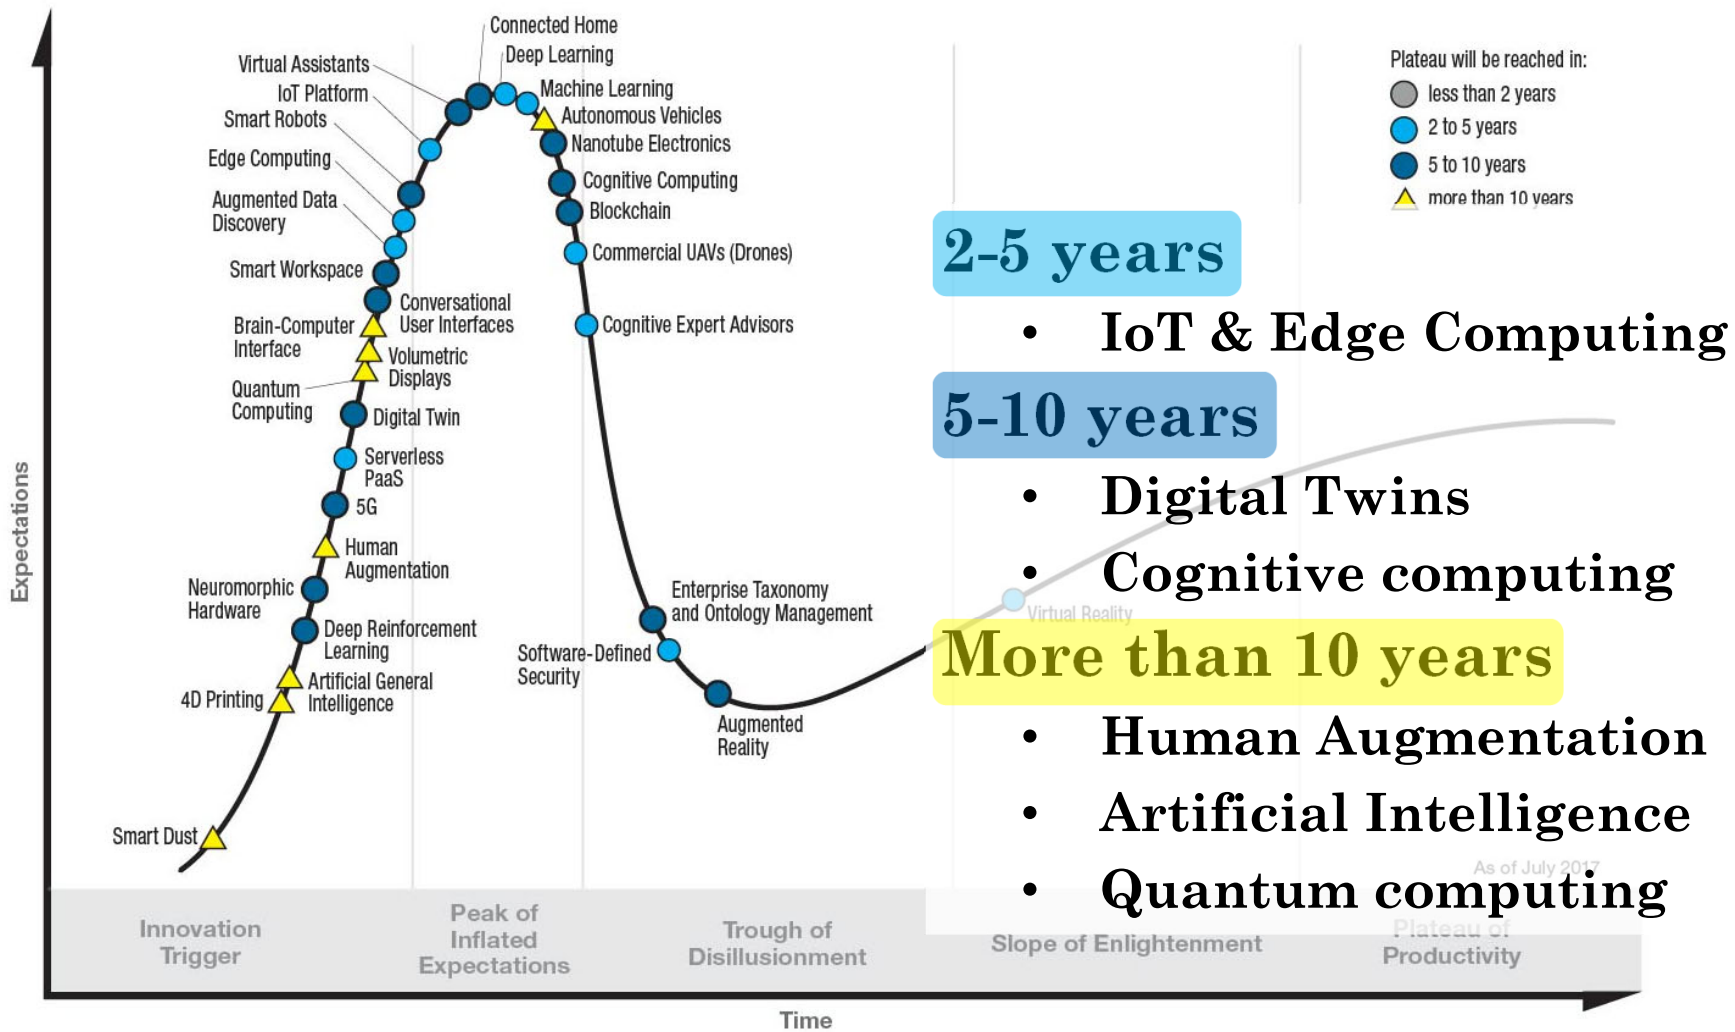 Connected Home
Deep Learning
Virtual Assistants
Machine Learning
IoT Platform
Autonomous Vehicles
Smart Robots
Nanotube Electronics
Edge Computing
Cognitive Computing
Augmented Data
Discovery
Blockchain
Commercial UAVs (Drones)
Smart Workspace
Conversational
User Interfaces
Brain-Computer
Interface
Cognitive Expert Advisors
Volumetric
Displays
Quantum
Computing
Digital Twin
Serverless
PaaS
5G
Human
Augmentation
Neuromorphic
Hardware
Deep Reinforcement
Learning
Artificial General
Intelligence
4D Printing
Smart Dust
Enterprise Taxonomy
and Ontology Management
Software-Defined
Security
Augmented
Reality
Virtual Reality
Plateau will be reached in:
less than 2 years
2 to 5 years
5 to 10 years
more than 10 years
2-5 years
• IoT & Edge Computing
5-10 years
• Digital Twins
• Cognitive computing
More than 10 years
• Human Augmentation
• Artificial Intelligence
• Quantum computing
As of July 2017
Expectations
Innovation
Trigger
Peak of
Inflated
Expectations
Trough of
Disillusionment
Slope of Enlightenment
Plateau of
Productivity
Time